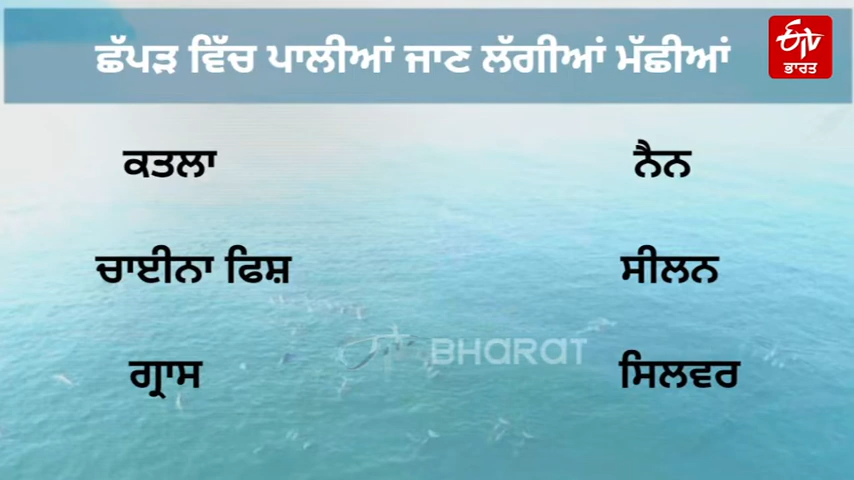 ਛੱਪੜ ਵਿੱਚ ਪਾਲੀਆਂ ਜਾਣ ਲੱਗੀਆਂ ਮੱਛੀਆਂ
ETV
ਭਾਰਤ
ਕਤਲਾ ਨੈਨ
ਚਾਈਨਾ ਫਿਸ਼ ਸੀਲਨ
BHARAT
ਗ੍ਰਾਸ ਸਿਲਵਰ